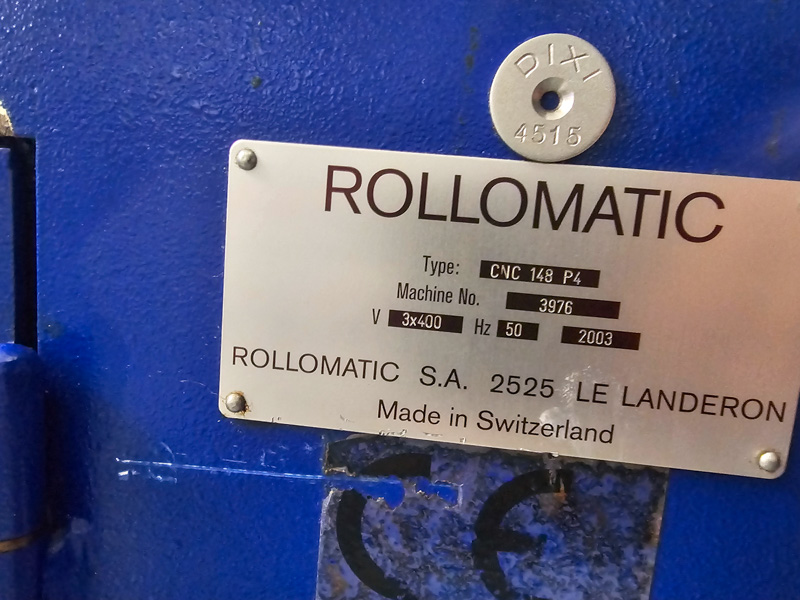 DIXI
4515
ROLLOMATIC
Type: CNC 148 P4
Machine No. 3976
V 3x400 Hz 50 2003
ROLLOMATIC S.A. 2525 LE LANDERON
Made in Switzerland
CE